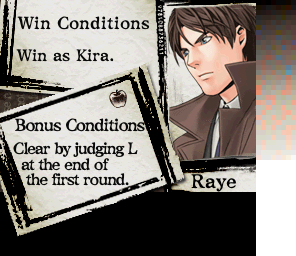 Win Conditions
Win as Kira.
Bonus Conditions
Clear by judging L
at the end of
the first round.
Raye